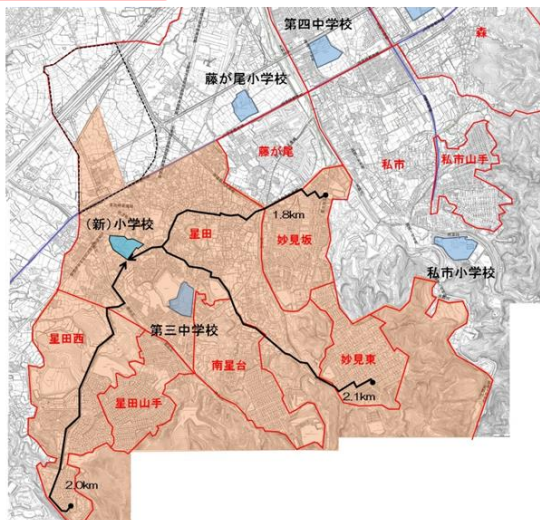 第四中学校
森
藤が尾小学校
藤が尾
私市
私市山手
(新)小学校
星田
1.8km
妙見坂
私市小学校
第三中学校
星田西
南星台
妙見東
星田山手
2.1km
2.0km